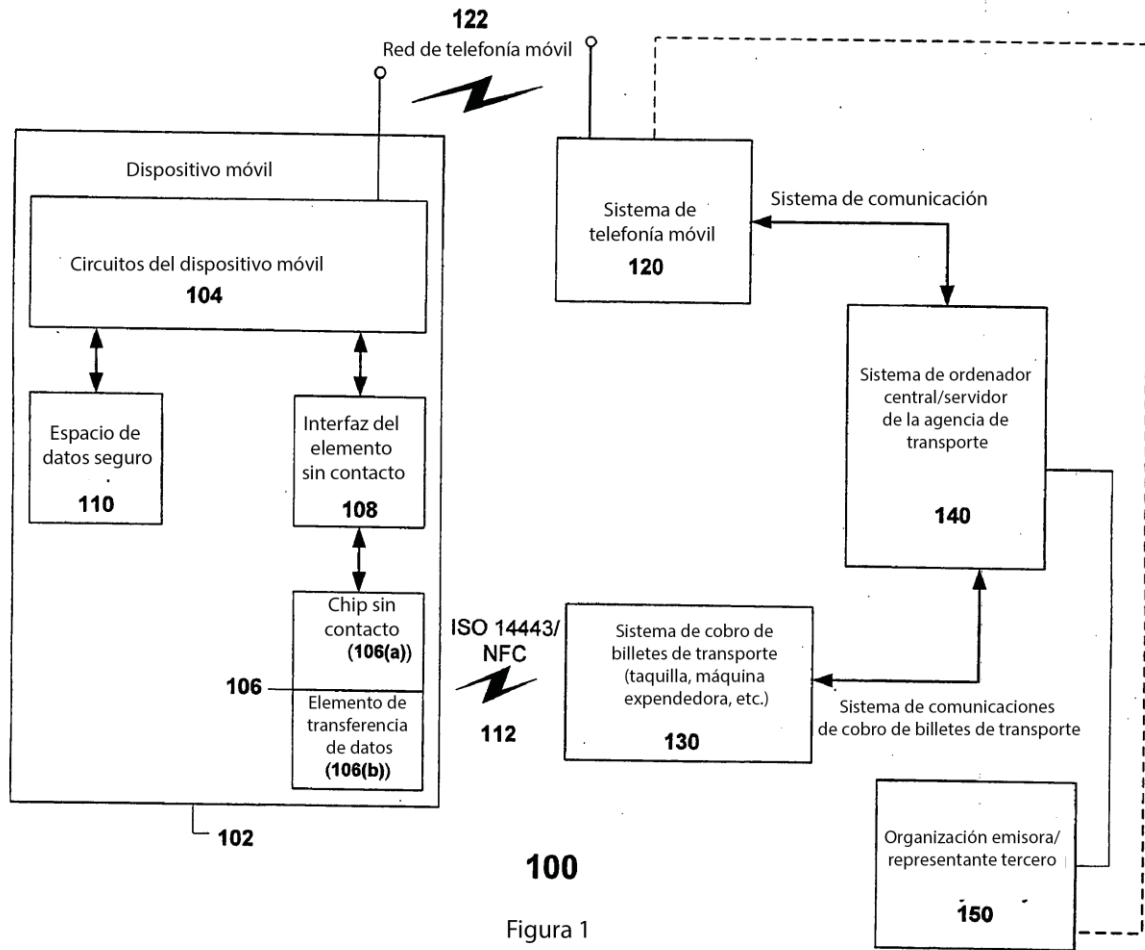 122
Red de telefonía móvil
Dispositivo móvil
Circuitos del dispositivo móvil
104
Espacio de
datos seguro
110
Interfaz del
elemento
sin contacto
108
Chip sin
contacto
(106(a))
106
Elemento de
transferencia
de datos
(106(b))
102
ISO 14443/
NFC
112
Sistema de
telefonía móvil
120
Sistema de comunicación
Sistema de ordenador
central/servidor
de la agencia de
transporte
140
Sistema de cobro de
billetes de transporte
(taquilla, máquina
expendedora, etc.)
130
Sistema de comunicaciones
de cobro de billetes de transporte
Organización emisora/
representante tercero
150
100
Figura 1